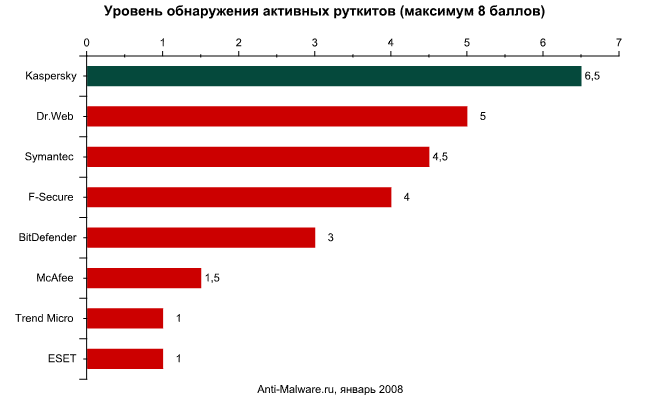 Уровень обнаружения активных руткитов (максимум 8 баллов)
0 1 2 3 4 5 6 7
Kaspersky 6,5
Dr.Web 5
Symantec 4,5
F-Secure 4
BitDefender 3
McAfee 1,5
Trend Micro 1
ESET 1
Anti-Malware.ru, январь 2008